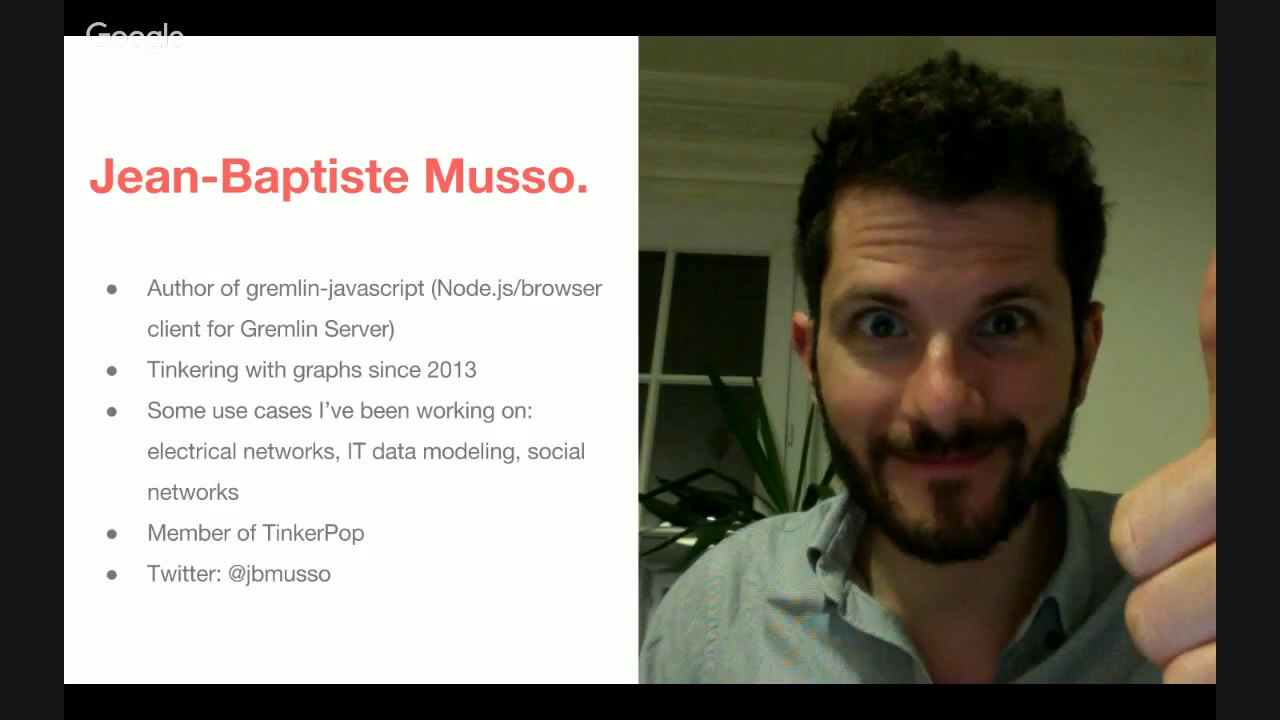 Google
Jean-Baptiste Musso.
● Author of gremlin-javascript (Node.js/browser
client for Gremlin Server)
● Tinkering with graphs since 2013
● Some use cases I’ve been working on:
electrical networks, IT data modeling, social
networks
● Member of TinkerPop
● Twitter: @jbmusso